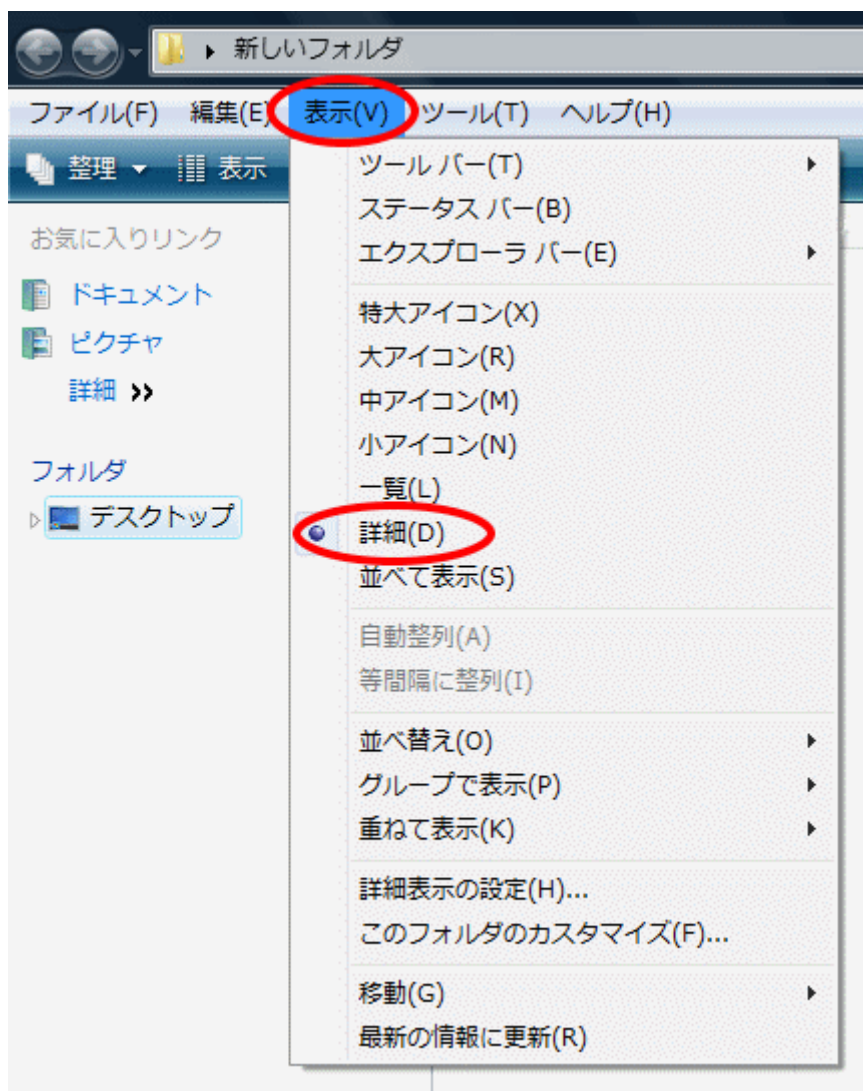 新しいフォルダ
ファイル(F) 編集(E) 表示(V) ツール(T) ヘルプ(H)
整理 表示
お気に入りリンク
ドキュメント
ピクチャ
詳細 »
フォルダ
デスクトップ
ツール バー(T)
ステータス バー(B)
エクスプローラ バー(E)
特大アイコン(X)
大アイコン(R)
中アイコン(M)
小アイコン(N)
一覧(L)
詳細(D)
並べて表示(S)
自動整列(A)
等間隔に整列(I)
並べ替え(O)
グループで表示(P)
重ねて表示(K)
詳細表示の設定(H)...
このフォルダのカスタマイズ(F)...
移動(G)
最新の情報に更新(R)